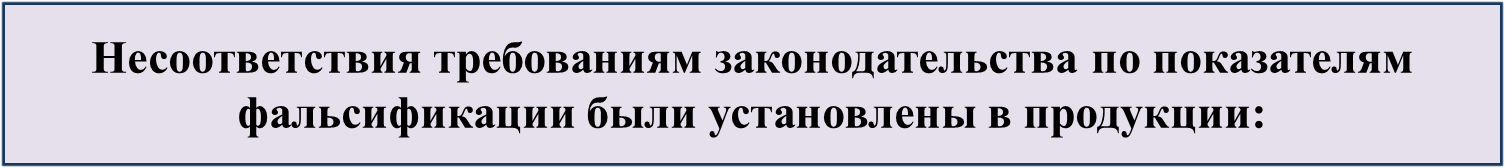 Несоответствия требованиям законодательства по показателям
фальсификации были установлены в продукции: